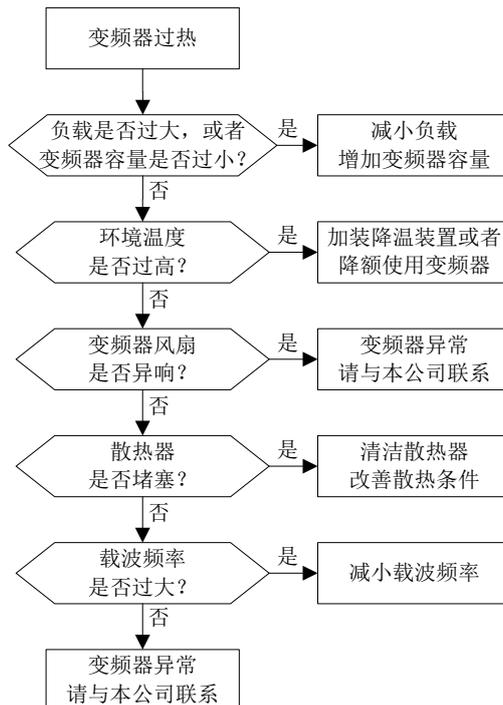 变频器过热
负载是否过大，或者
变频器容量是否过小？
是
减小负载
增加变频器容量
否
环境温度
是否过高？
是
加装降温装置或者
降额使用变频器
否
变频器风扇
是否异响？
是
变频器异常
请与本公司联系
否
散热器
是否堵塞？
是
清洁散热器
改善散热条件
否
载波频率
是否过大？
是
减小载波频率
否
变频器异常
请与本公司联系